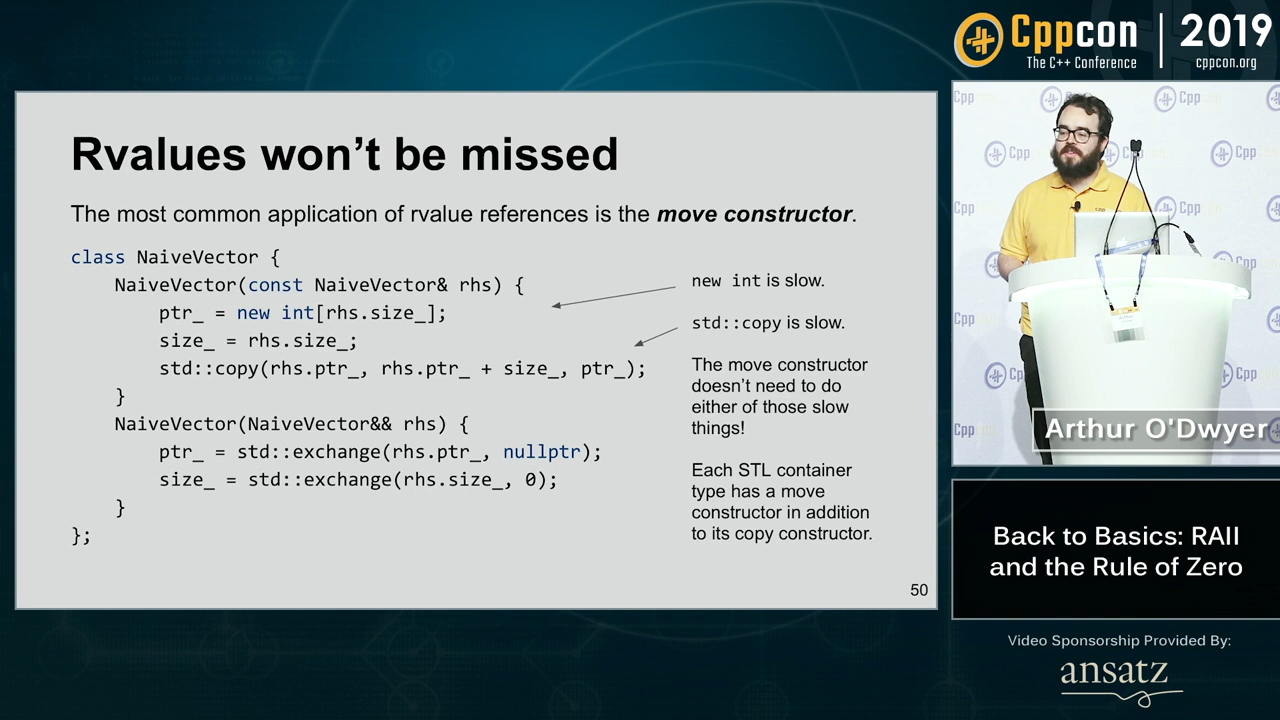 Cppcon
The C++ Conference
2019
cppcon.org
Rvalues won’t be missed
The most common application of rvalue references is the move constructor.
class NaiveVector {
NaiveVector(const NaiveVector& rhs) {
ptr_ = new int[rhs.size_];
size_ = rhs.size_;
std::copy(rhs.ptr_, rhs.ptr_ + size_, ptr_);
}
NaiveVector(NaiveVector&& rhs) {
ptr_ = std::exchange(rhs.ptr_, nullptr);
size_ = std::exchange(rhs.size_, 0);
}
};
new int is slow.
std::copy is slow.
The move constructor
doesn’t need to do
either of those slow
things!
Each STL container
type has a move
constructor in addition
to its copy constructor.
50
Arthur O'Dwyer
Back to Basics: RAII
and the Rule of Zero
Video Sponsorship Provided By:
ansatz